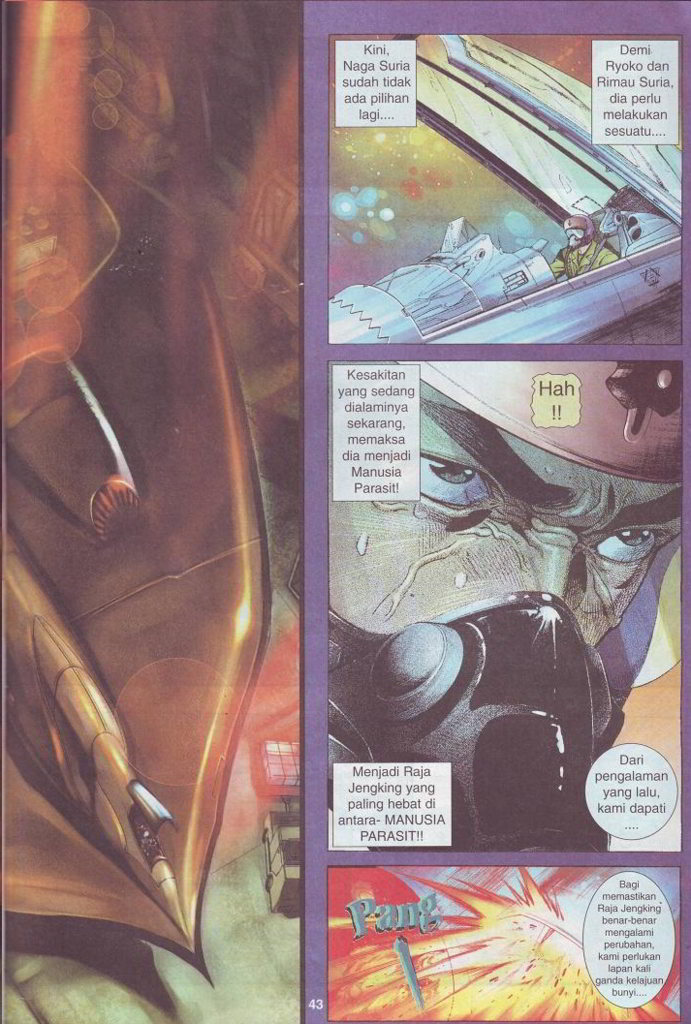 Kini,
Naga Suria
sudah tidak
ada pilihan
lagi....
Demi
Ryoko dan
Rimau Suria,
dia perlu
melakukan
sesuatu....
Kesakitan
yang sedang
dialaminya
sekarang,
memaksa
dia menjadi
Manusia
Parasit!
Hah
!!
Menjadi Raja
Jengking yang
paling hebat di
antara- MANUSIA
PARASIT!!
Dari
pengalaman
yang lalu,
kami dapati
....
Pang
!
Bagi
memastikan
Raja Jengking
benar-benar
mengalami
perubahan,
kami perlukan
lapan kali
ganda kelajuan
bunyi....
43